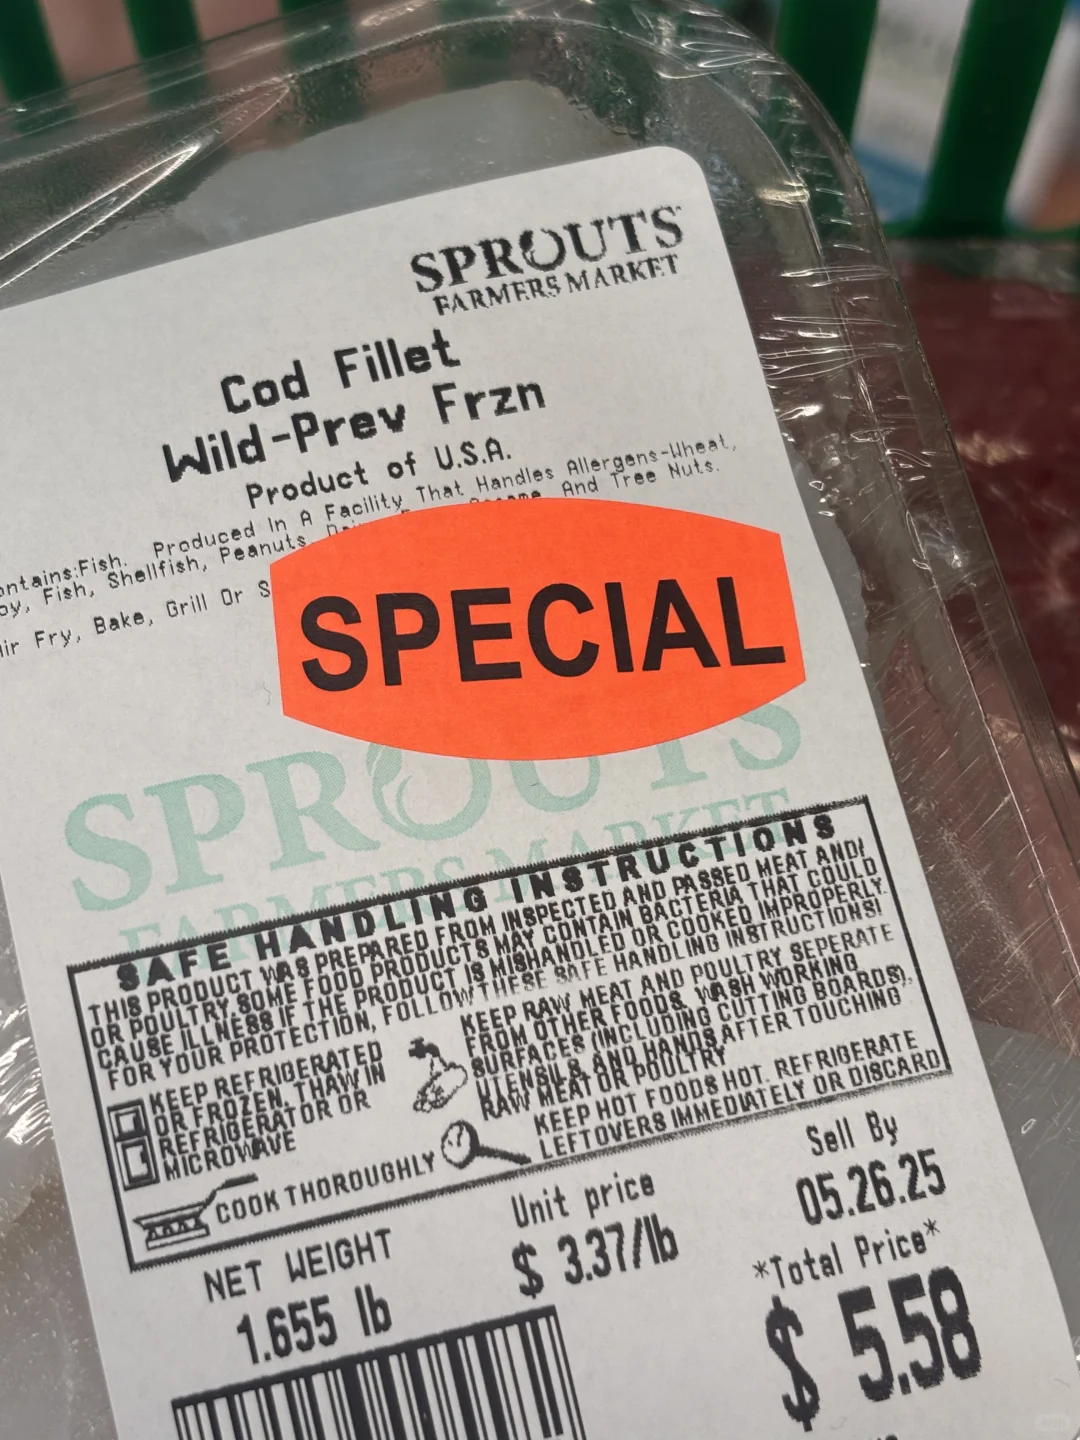 SPROUTS
FARMERS MARKET
Cod Fillet
Wild-Prev Frzn
Product of U.S.A.
Fish. Produced In A Facility That Handles Allergens-Wheat,
Fish, Shellfish, Peanuts, And Tree Nuts.
Fry, Bake, Grill Or
SPECIAL
SPROUTS
FARMERS MARKET
SAFE HANDLING INSTRUCTIONS
THIS PRODUCT WAS PREPARED FROM INSPECTED AND PASSED MEAT AND/
OR POULTRY. SOME FOOD PRODUCTS MAY CONTAIN BACTERIA THAT COULD
CAUSE ILLNESS IF THE PRODUCT IS MISHANDLED OR COOKED IMPROPERLY.
FOR YOUR PROTECTION, FOLLOW THESE SAFE HANDLING INSTRUCTIONS!
KEEP REFRIGERATED
OR FROZEN. THAW IN
REFRIGERATOR OR
MICROWAVE
KEEP RAW MEAT AND POULTRY SEPERATE
FROM OTHER FOODS. WASH WORKING
SURFACES (INCLUDING CUTTING BOARDS),
UTENSILS, AND HANDS AFTER TOUCHING
RAW MEAT OR POULTRY
COOK THOROUGHLY
KEEP HOT FOODS HOT. REFRIGERATE
LEFTOVERS IMMEDIATELY OR DISCARD.
Sell By
05.26.25
NET WEIGHT
1.655 lb
Unit price
$ 3.37/lb
*Total Price*
$ 5.58